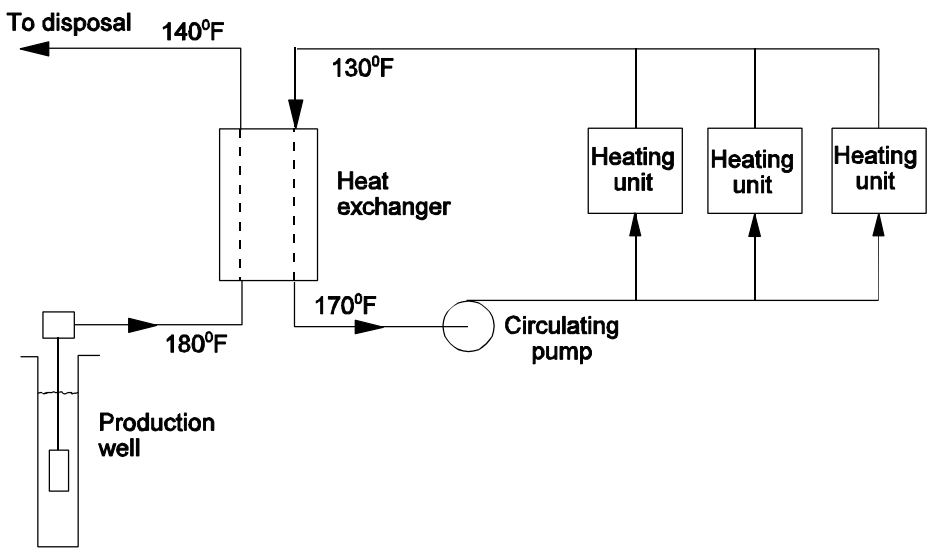 To disposal
140⁰F
130⁰F
Heating
unit
Heating
unit
Heating
unit
Heat
exchanger
170⁰F
180⁰F
Circulating
pump
Production
well